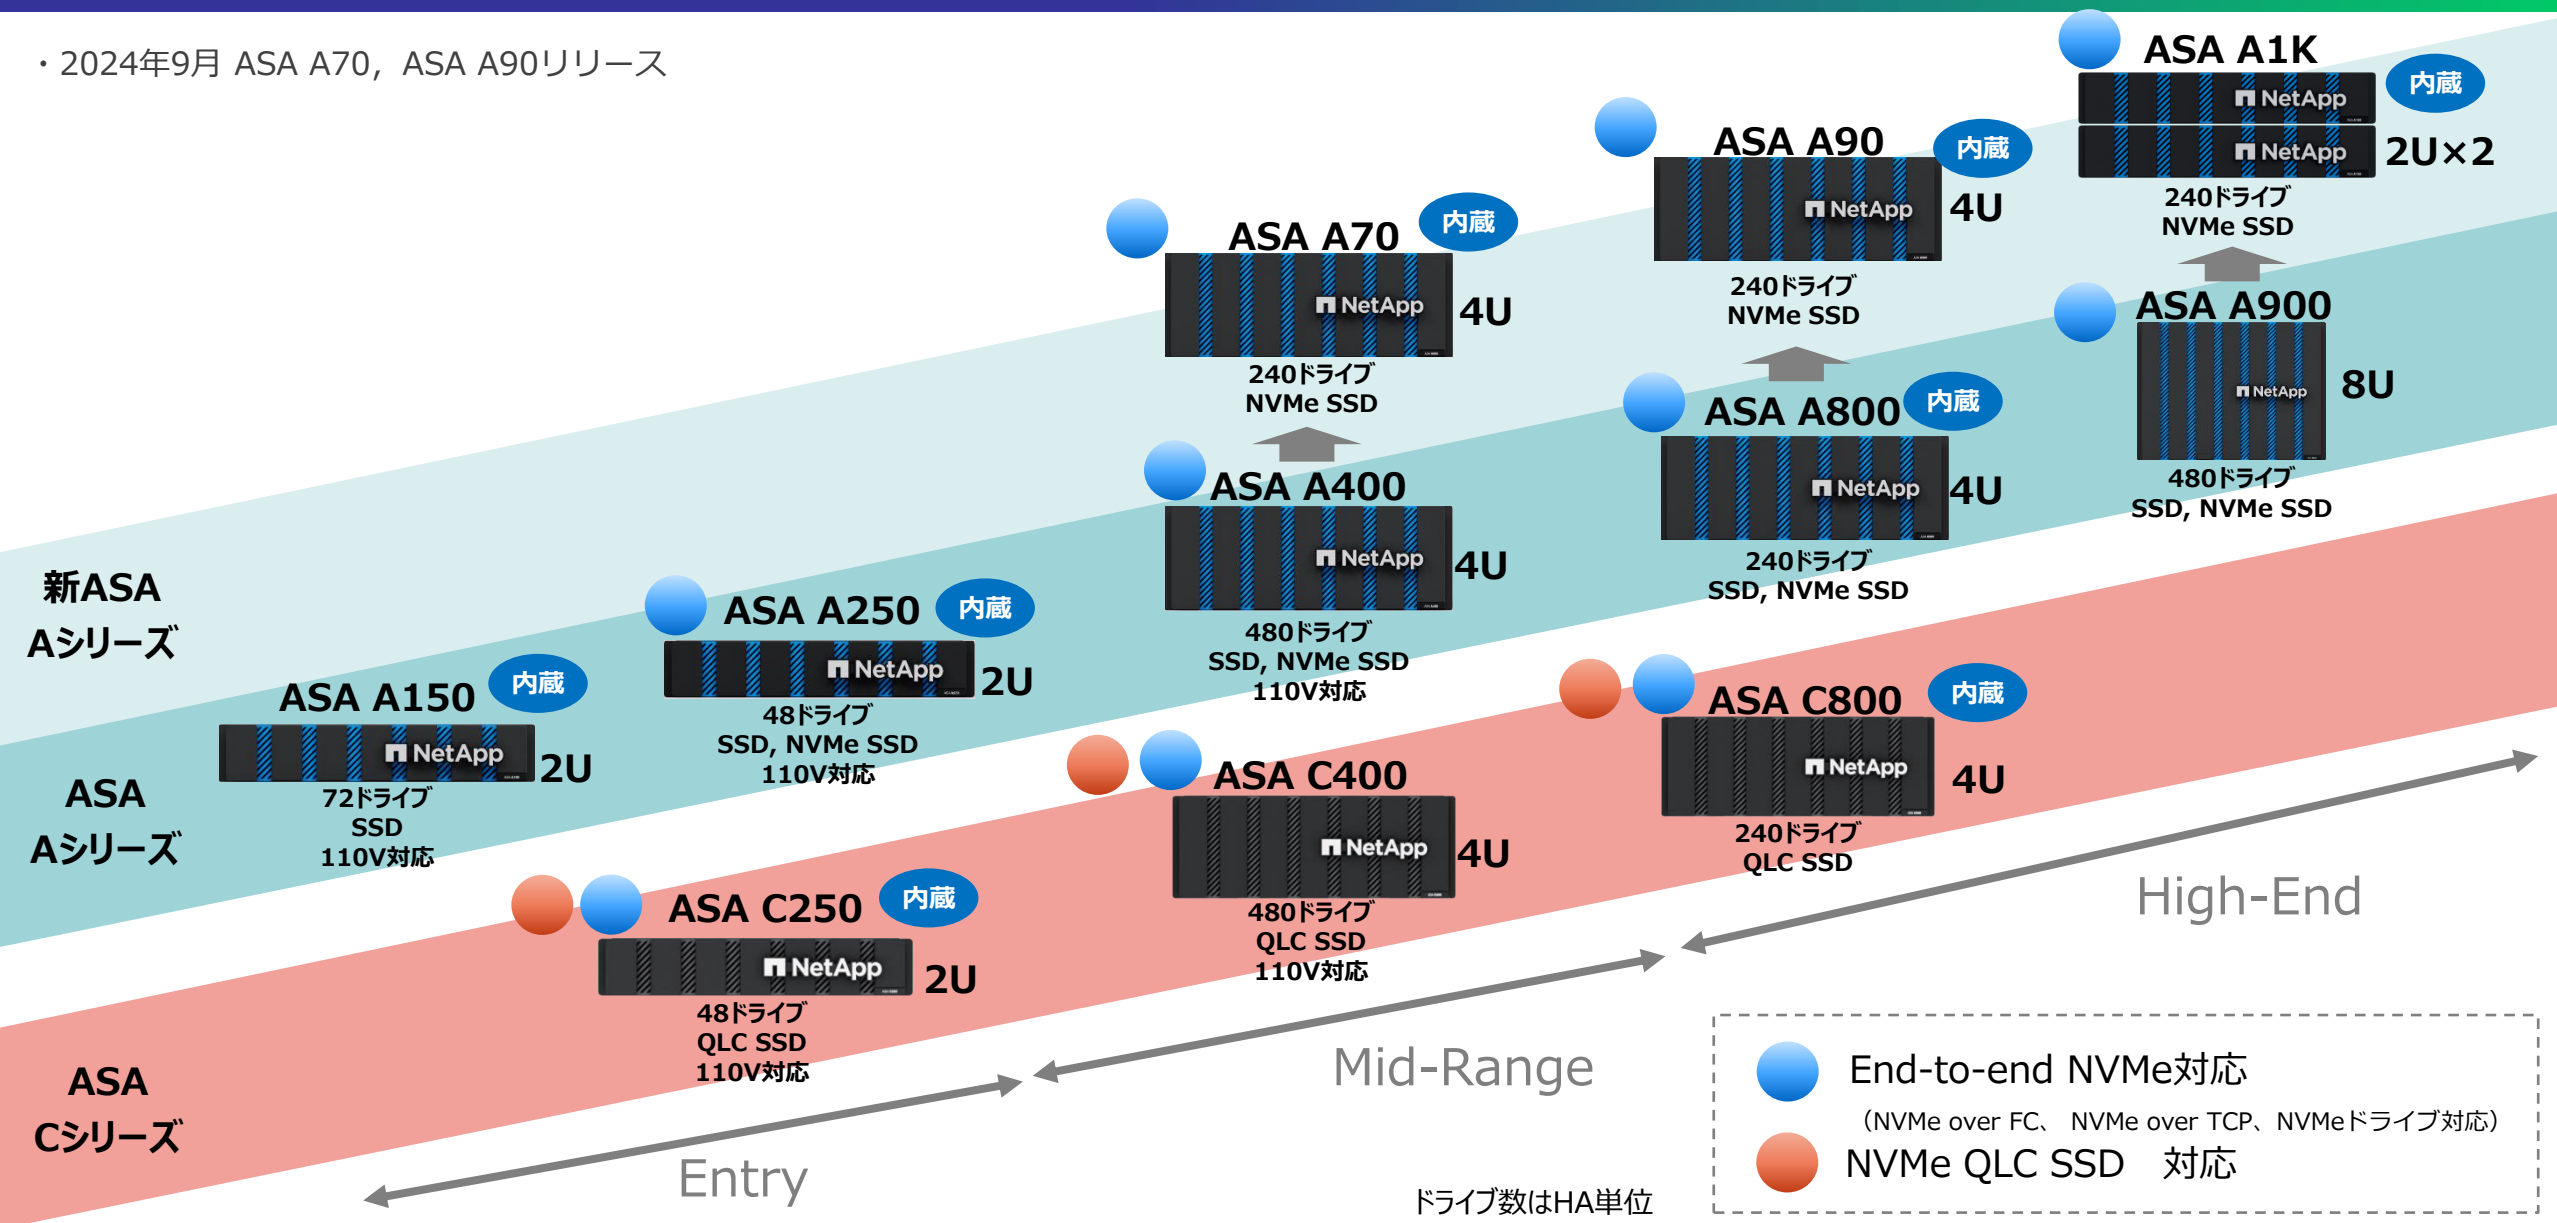 ・2024年9月 ASA A70，ASA A90リリース
ASA A1K
内蔵
NetApp
NetApp
2U×2
240ドライブ
NVMe SSD
ASA A90
内蔵
NetApp
4U
240ドライブ
NVMe SSD
ASA A70
内蔵
NetApp
4U
240ドライブ
NVMe SSD
新ASA
Aシリーズ
ASA A900
NetApp
8U
480ドライブ
SSD, NVMe SSD
ASA A800
内蔵
NetApp
4U
240ドライブ
SSD, NVMe SSD
ASA A400
NetApp
4U
480ドライブ
SSD, NVMe SSD
110V対応
ASA A250
内蔵
NetApp
2U
48ドライブ
SSD, NVMe SSD
110V対応
ASA A150
内蔵
NetApp
2U
72ドライブ
SSD
110V対応
ASA
Aシリーズ
ASA C800
内蔵
NetApp
4U
240ドライブ
QLC SSD
ASA C400
NetApp
4U
480ドライブ
QLC SSD
110V対応
ASA C250
内蔵
NetApp
2U
48ドライブ
QLC SSD
110V対応
ASA
Cシリーズ
High-End
Mid-Range
Entry
End-to-end NVMe対応
（NVMe over FC、 NVMe over TCP、NVMeドライブ対応）
NVMe QLC SSD　対応
ドライブ数はHA単位